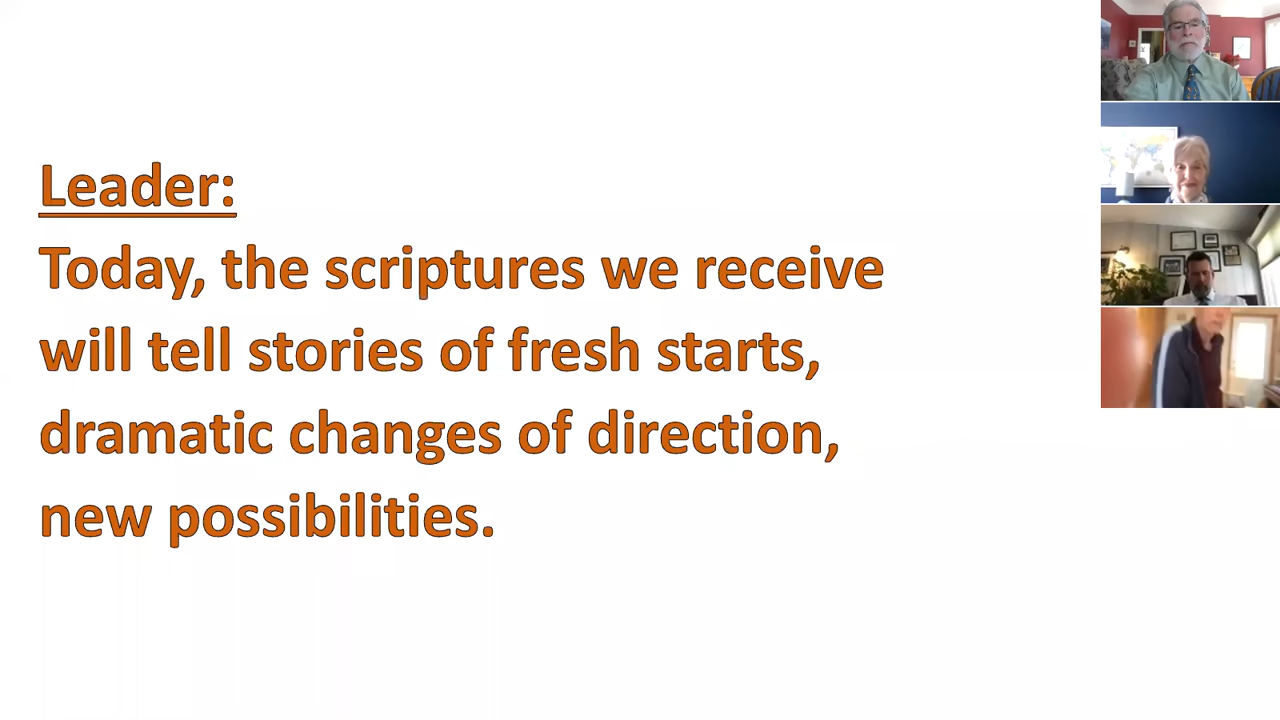 Leader:
Today, the scriptures we receive
will tell stories of fresh starts,
dramatic changes of direction,
new possibilities.